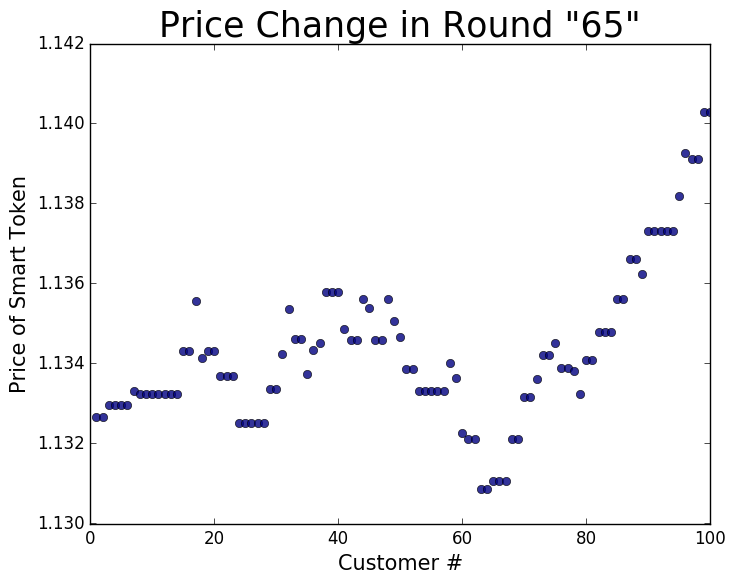 Price Change in Round "65"
1.142
1.140
1.138
1.136
1.134
1.132
1.130
Price of Smart Token
0 20 40 60 80 100
Customer #